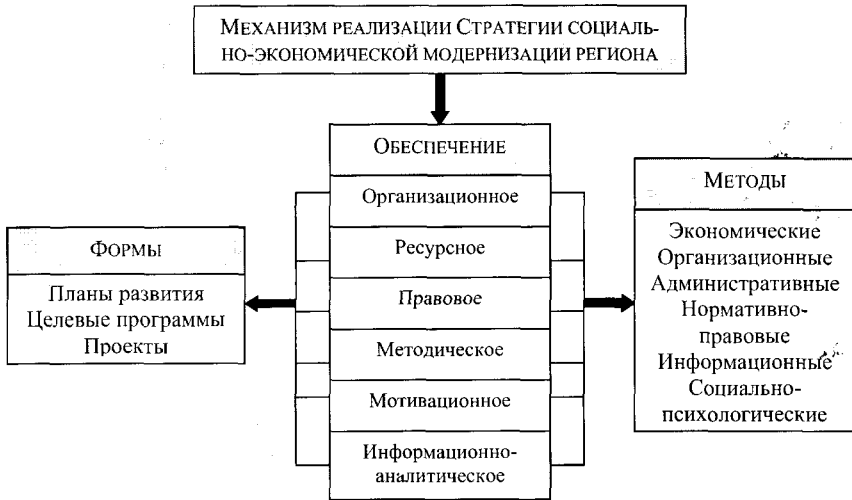 МЕХАНИЗМ РЕАЛИЗАЦИИ СТРАТЕГИИ СОЦИАЛЬ-
НО-ЭКОНОМИЧЕСКОЙ МОДЕРНИЗАЦИИ РЕГИОНА
ОБЕСПЕЧЕНИЕ
Организационное
Ресурсное
Правовое
Методическое
Мотивационное
Информационно-
аналитическое
ФОРМЫ
Планы развития
Целевые программы
Проекты
МЕТОДЫ
Экономические
Организационные
Административные
Нормативно-
правовые
Информационные
Социально-
психологические